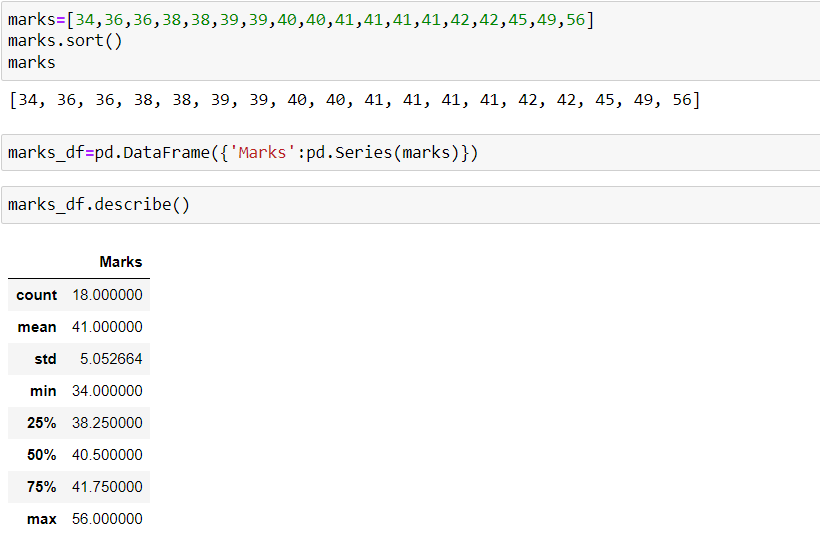 marks=[34,36,36,38,38,39,39,40,40,41,41,41,41,42,42,45,49,56]
marks.sort()
marks
[34, 36, 36, 38, 38, 39, 39, 40, 40, 41, 41, 41, 41, 42, 42, 45, 49, 56]
marks_df=pd.DataFrame({'Marks':pd.Series(marks)})
marks_df.describe()
Marks
count 18.000000
mean 41.000000
std 5.052664
min 34.000000
25% 38.250000
50% 40.500000
75% 41.750000
max 56.000000